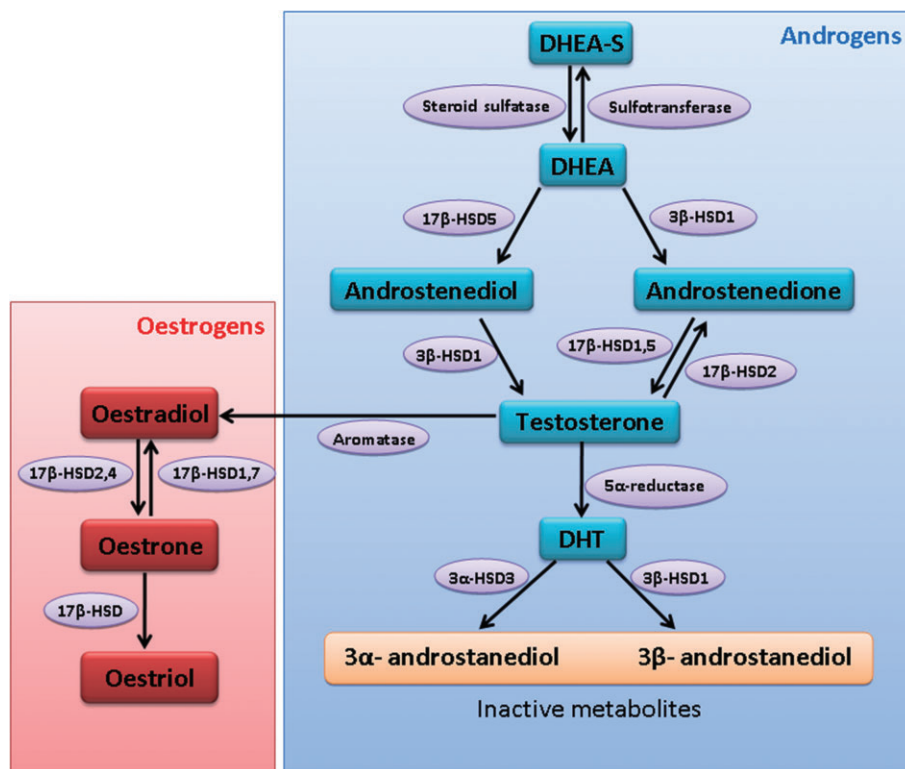 Androgens
DHEA-S
Steroid sulfatase
Sulfotransferase
DHEA
17β-HSD5
3β-HSD1
Androstenediol
Androstenedione
Oestrogens
3β-HSD1
17β-HSD1,5
17β-HSD2
Oestradiol
Testosterone
Aromatase
17β-HSD2,4
17β-HSD1,7
5α-reductase
Oestrone
DHT
3α-HSD3
3β-HSD1
17β-HSD
Oestriol
3α- androstanediol
3β- androstanediol
Inactive metabolites